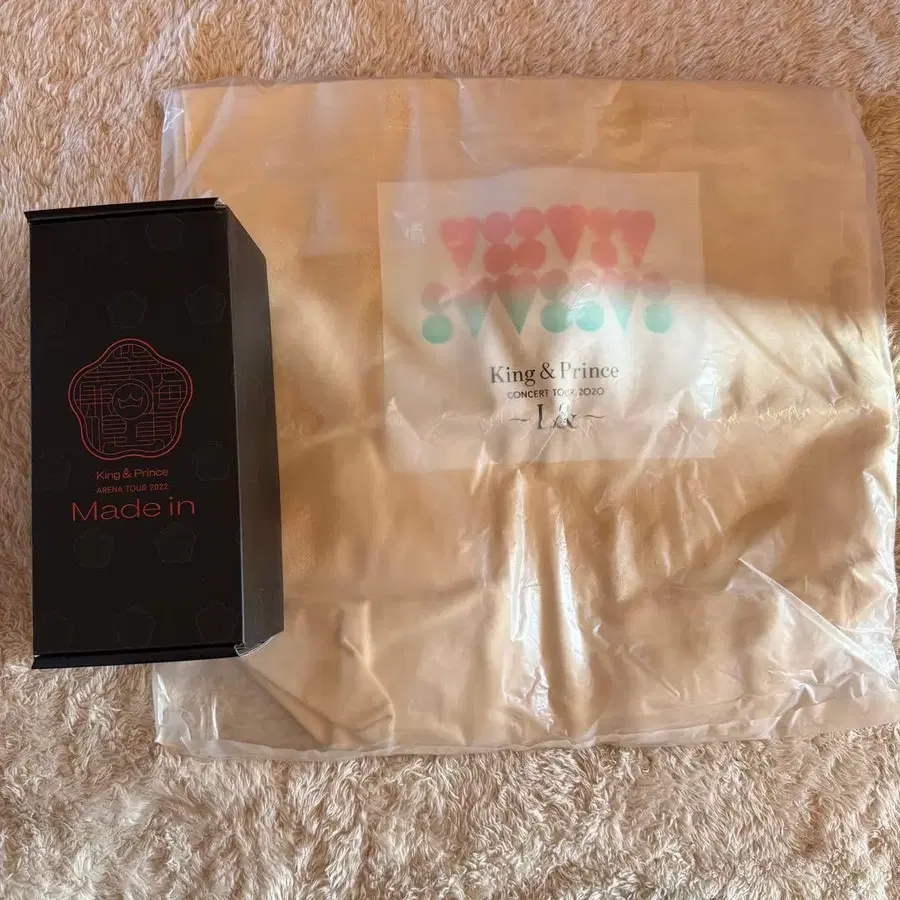 King & Prince
ARENA TOUR 2022
Made in
King & Prince
CONCERT TOUR 2020
~L&~